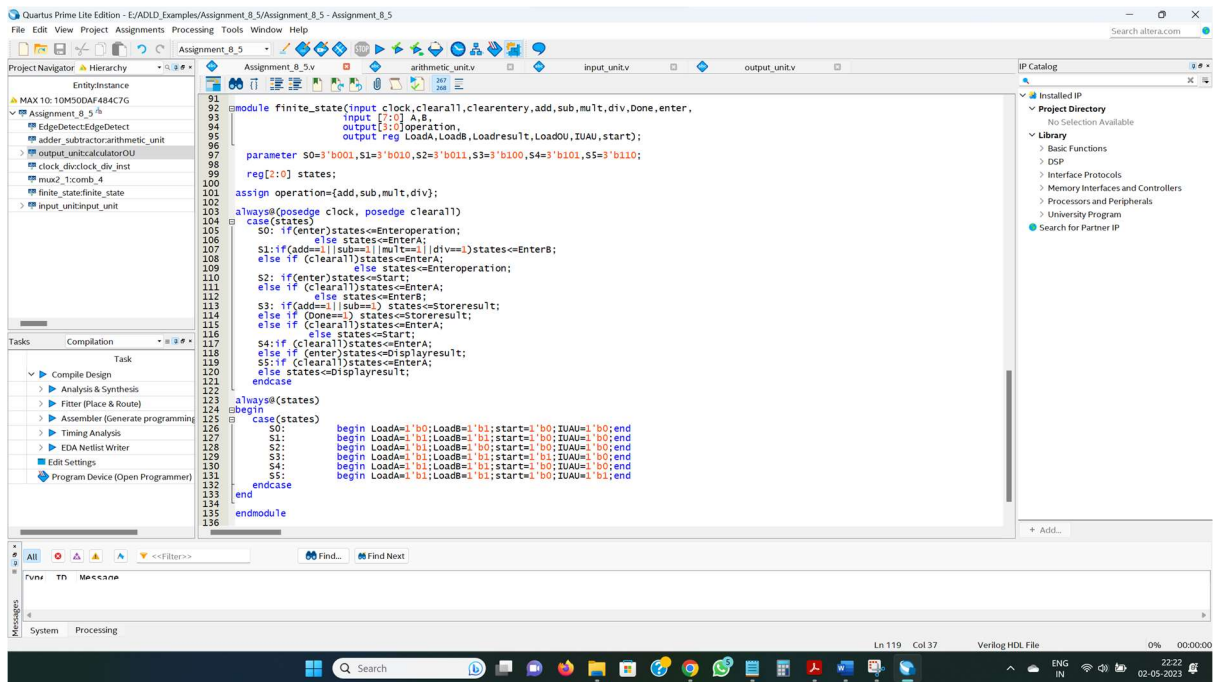 Quartus Prime Lite Edition - E:/ADLD_Examples/Assignment_8_5/Assignment_8_5 - Assignment_8_5
File Edit View Project Assignments Processing Tools Window Help
Search altera.com
Assignment_8_5
Project Navigator Hierarchy
Entity:Instance
MAX 10: 10M50DAF484C7G
Assignment_8_5
EdgeDetect:EdgeDetect
adder_subtractor:arithmetic_unit
output_unit:calculatorOU
clock_div:clock_div_inst
mux2_1:comb_4
finite_state:finite_state
input_unit:input_unit
Tasks Compilation
Task
Compile Design
Analysis & Synthesis
Fitter (Place & Route)
Assembler (Generate programming
Timing Analysis
EDA Netlist Writer
Edit Settings
Program Device (Open Programmer)
Assignment_8_5.v arithmetic_unit.v input_unit.v output_unit.v
267
268
91
92 module finite_state(input clock,clearall,clearentery,add,sub,mult,div,Done,enter,
93 input [7:0] A,B,
94 output[3:0]operation,
95 output reg LoadA,LoadB,Loadresult,LoadOU,IUAU,start);
96
97 parameter S0=3'b001,S1=3'b010,S2=3'b011,S3=3'b100,S4=3'b101,S5=3'b110;
98
99 reg[2:0] states;
100
101 assign operation={add,sub,mult,div};
102
103 always@(posedge clock, posedge clearall)
104 case(states)
105 S0: if(enter)states<=Enteroperation;
106 else states<=EnterA;
107 S1:if(add==1||sub==1||mult==1||div==1)states<=EnterB;
108 else if (clearall)states<=EnterA;
109 else states<=Enteroperation;
110 S2: if(enter)states<=Start;
111 else if (clearall)states<=EnterA;
112 else states<=EnterB;
113 S3: if(add==1||sub==1) states<=Storeresult;
114 else if (Done==1) states<=Storeresult;
115 else if (clearall)states<=EnterA;
116 else states<=Start;
117 S4:if (clearall)states<=EnterA;
118 else if (enter)states<=Displayresult;
119 S5:if (clearall)states<=EnterA;
120 else states<=Displayresult;
121 endcase
122
123 always@(states)
124 begin
125 case(states)
126 S0: begin LoadA=1'b0;LoadB=1'b1;start=1'b0;IUAU=1'b0;end
127 S1: begin LoadA=1'b1;LoadB=1'b1;start=1'b0;IUAU=1'b0;end
128 S2: begin LoadA=1'b1;LoadB=1'b0;start=1'b0;IUAU=1'b0;end
129 S3: begin LoadA=1'b1;LoadB=1'b1;start=1'b1;IUAU=1'b0;end
130 S4: begin LoadA=1'b1;LoadB=1'b1;start=1'b0;IUAU=1'b0;end
131 S5: begin LoadA=1'b1;LoadB=1'b1;start=1'b0;IUAU=1'b1;end
132 endcase
133 end
134
135 endmodule
136
IP Catalog
Installed IP
Project Directory
No Selection Available
Library
Basic Functions
DSP
Interface Protocols
Memory Interfaces and Controllers
Processors and Peripherals
University Program
Search for Partner IP
+ Add...
All <<Filter>> Find... Find Next
Type ID Message
Messages
System Processing
Ln 119 Col 37 Verilog HDL File 0% 00:00:00
Search
ENG
IN
22:22
02-05-2023